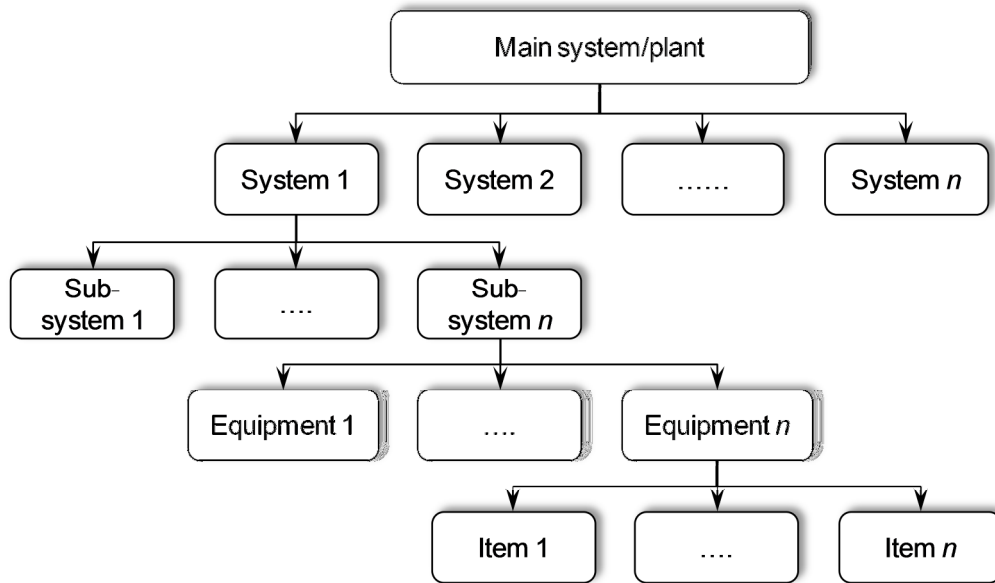 Main system/plant
System 1
System 2
......
System n
Sub-
system 1
....
Sub-
system n
Equipment 1
....
Equipment n
Item 1
....
Item n